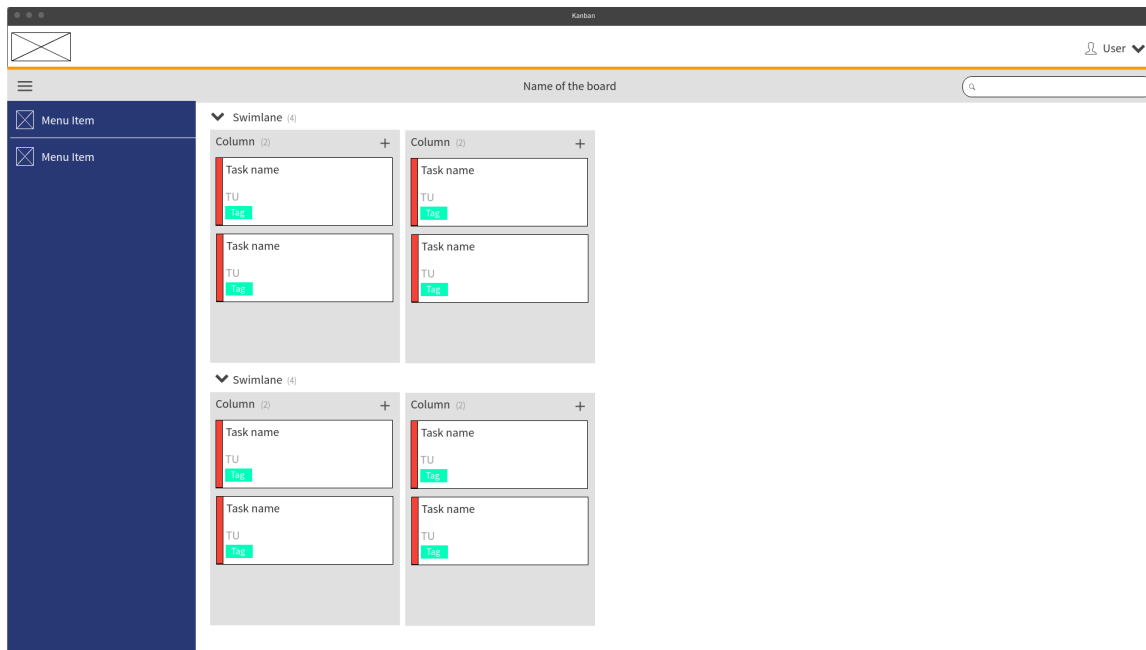 Kanban
User
Name of the board
Menu Item
Menu Item
Swimlane (4)
Column (2)
Task name
TU
Tag
Task name
TU
Tag
Column (2)
Task name
TU
Tag
Task name
TU
Tag
Swimlane (4)
Column (2)
Task name
TU
Tag
Task name
TU
Tag
Column (2)
Task name
TU
Tag
Task name
TU
Tag